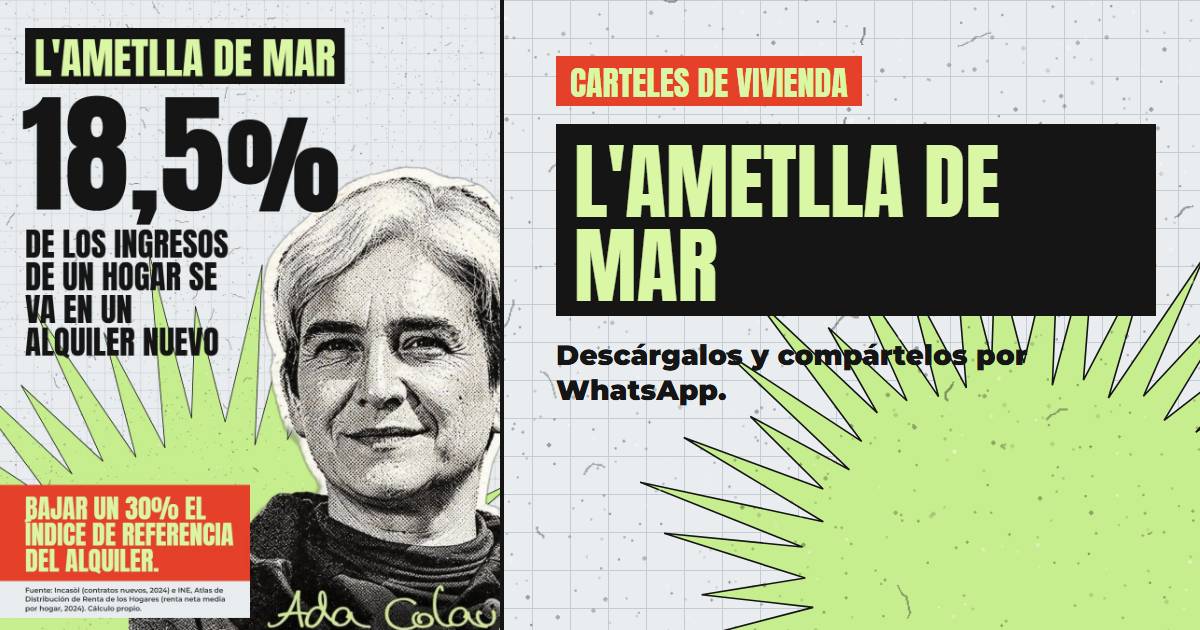 L'AMETLLA DE MAR
18,5%
DE LOS INGRESOS
DE UN HOGAR SE
VA EN UN
ALQUILER NUEVO
BAJAR UN 30% EL
ÍNDICE DE REFERENCIA
DEL ALQUILER.
Fuente: Incasòl (contratos nuevos, 2024) e INE, Atlas de
Distribución de Renta de los Hogares (renta neta media
por hogar, 2024). Cálculo propio.
Ada Colau
CARTELES DE VIVIENDA
L'AMETLLA DE
MAR
Descárgalos y compártelos por
WhatsApp.